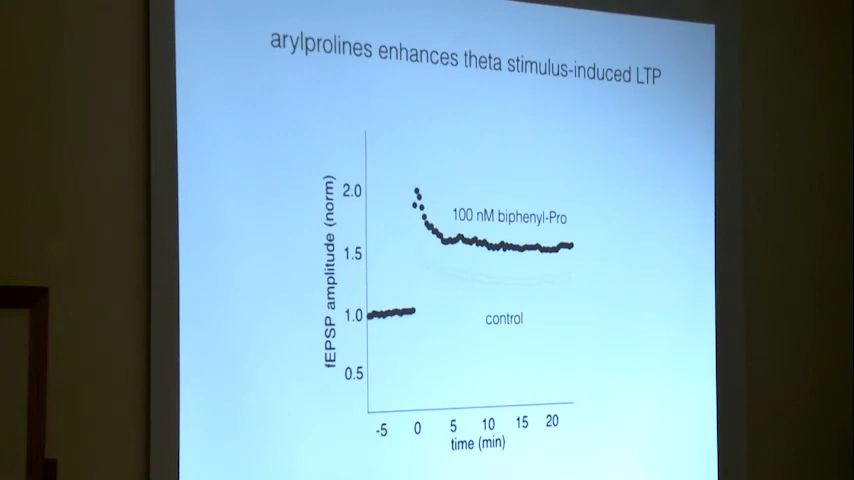 arylprolines enhances theta stimulus-induced LTP
fEPSP amplitude (norm)
2.0
1.5
1.0
0.5
100 nM biphenyl-Pro
control
-5 0 5 10 15 20
time (min)